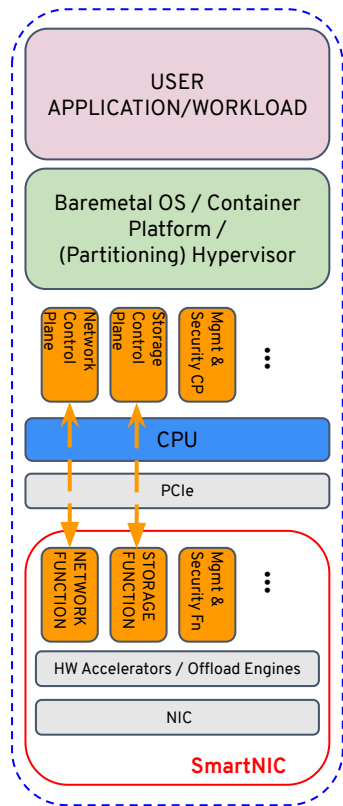 USER
APPLICATION/WORKLOAD
Baremetal OS / Container
Platform /
(Partitioning) Hypervisor
Network
Control
Plane
Storage
Control
Plane
Mgmt &
Security CP
...
CPU
PCIe
NETWORK
FUNCTION
STORAGE
FUNCTION
Mgmt &
Security Fn
...
HW Accelerators / Offload Engines
NIC
SmartNIC